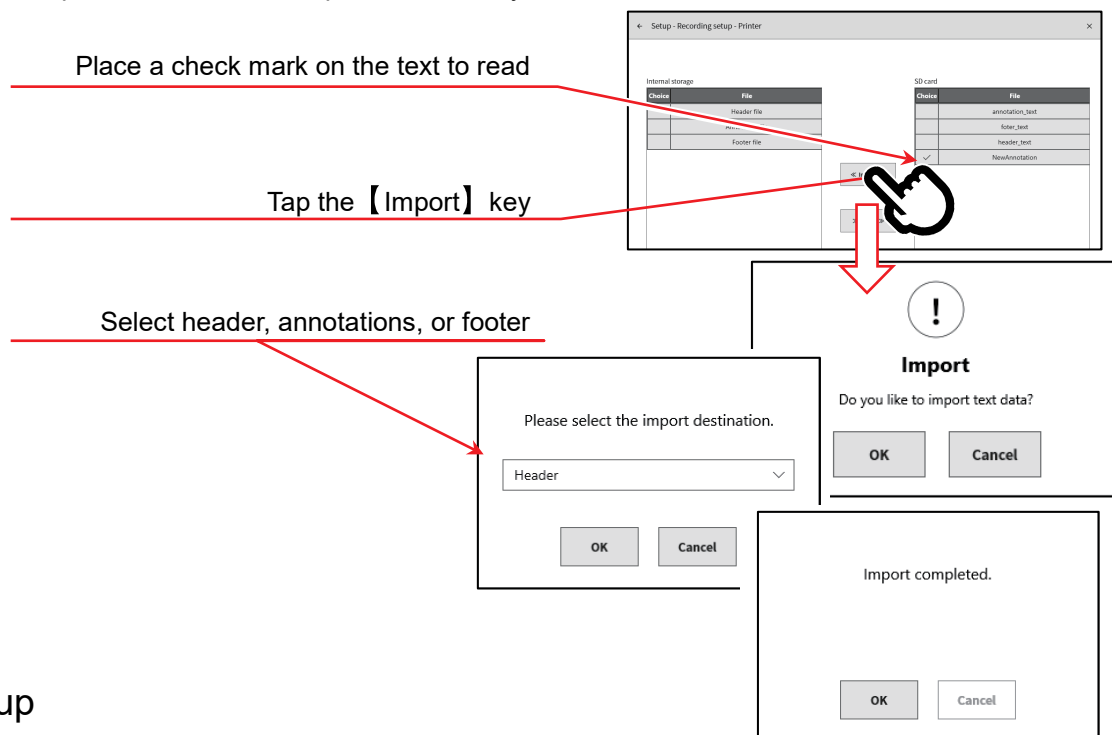 ← Setup - Recording setup - Printer ×
Place a check mark on the text to read
Internal storage
Choice File
Header file
Footer file
SD card
Choice File
annotation_text
foter_text
header_text
✓ NewAnnotation
Tap the【Import】key
Import
Do you like to import text data?
OK Cancel
Select header, annotations, or footer
Please select the import destination.
Header
OK Cancel
Import completed.
OK Cancel
up